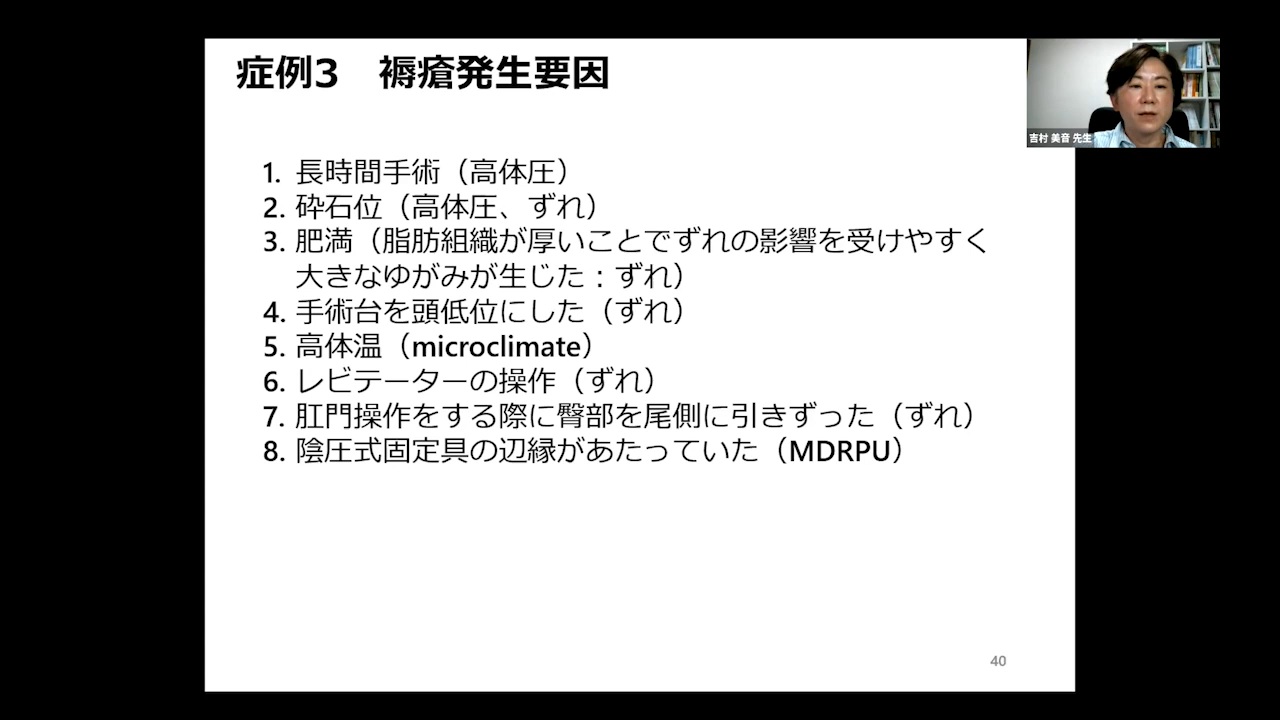 症例3　褥瘡発生要因
吉村 美音 先生
1. 長時間手術（高体圧）
2. 砕石位（高体圧、ずれ）
3. 肥満（脂肪組織が厚いことでずれの影響を受けやすく
大きなゆがみが生じた：ずれ）
4. 手術台を頭低位にした（ずれ）
5. 高体温（microclimate）
6. レビテーターの操作（ずれ）
7. 肛門操作をする際に臀部を尾側に引きずった（ずれ）
8. 陰圧式固定具の辺縁があたっていた（MDRPU）
40